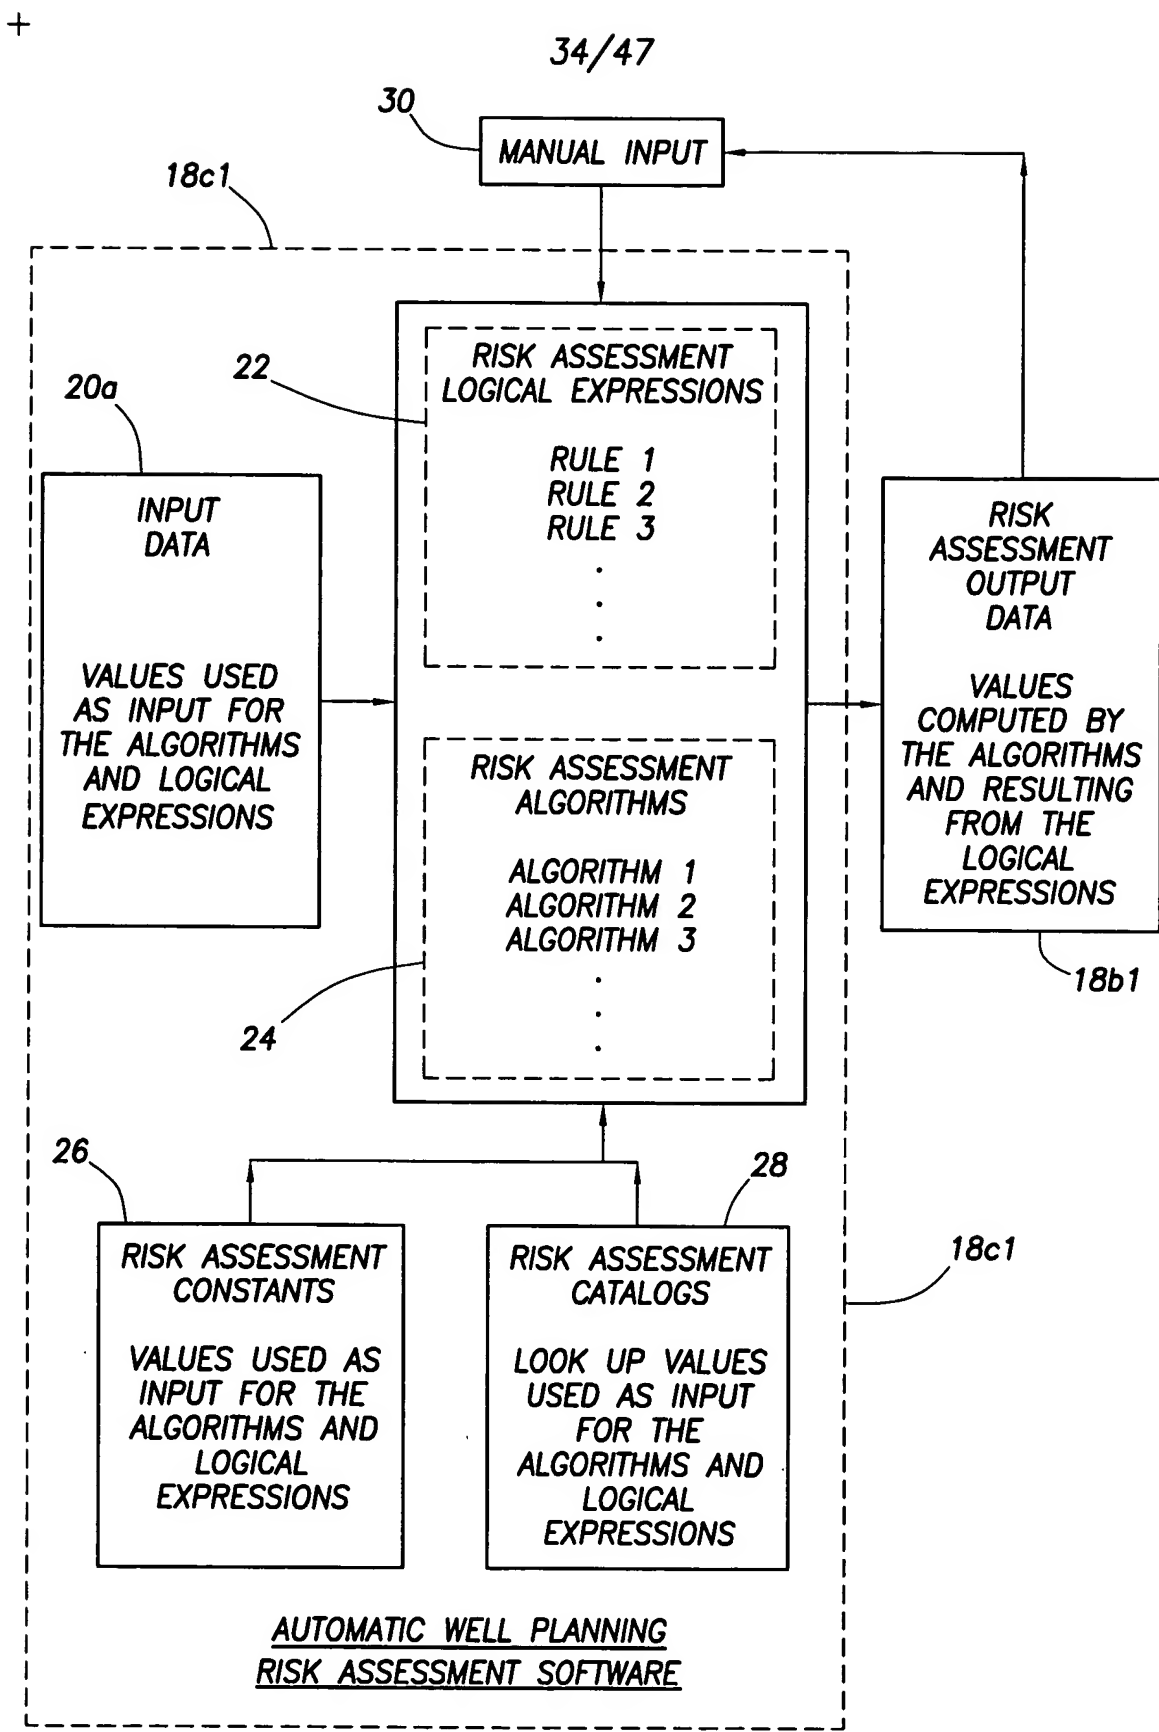 +
34/47
30
MANUAL INPUT
18c1
22
RISK ASSESSMENT
LOGICAL EXPRESSIONS
RULE 1
RULE 2
RULE 3
.
.
.
20a
INPUT
DATA
VALUES USED
AS INPUT FOR
THE ALGORITHMS
AND LOGICAL
EXPRESSIONS
RISK ASSESSMENT
ALGORITHMS
ALGORITHM 1
ALGORITHM 2
ALGORITHM 3
.
.
.
24
RISK
ASSESSMENT
OUTPUT
DATA
VALUES
COMPUTED BY
THE ALGORITHMS
AND RESULTING
FROM THE
LOGICAL
EXPRESSIONS
18b1
26
RISK ASSESSMENT
CONSTANTS
VALUES USED AS
INPUT FOR THE
ALGORITHMS AND
LOGICAL
EXPRESSIONS
28
RISK ASSESSMENT
CATALOGS
LOOK UP VALUES
USED AS INPUT
FOR THE
ALGORITHMS AND
LOGICAL
EXPRESSIONS
18c1
AUTOMATIC WELL PLANNING
RISK ASSESSMENT SOFTWARE